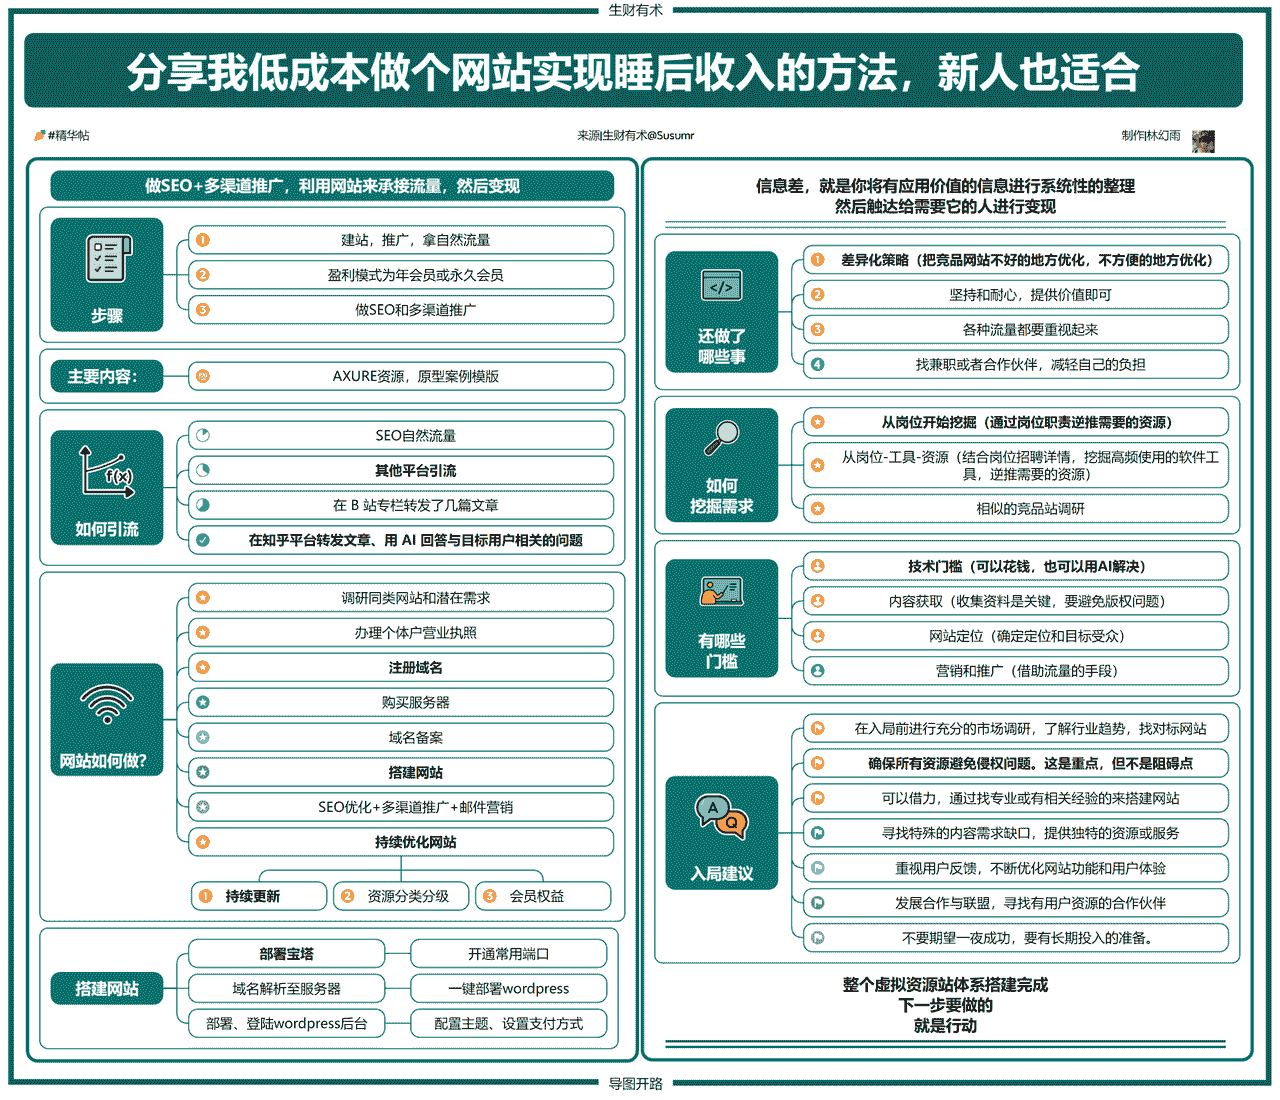 生财有术
分享我低成本做个网站实现睡后收入的方法，新人也适合
#精华帖
来源|生财有术@Susumr
制作|林幻雨
做SEO+多渠道推广，利用网站来承接流量，然后变现
步骤
1
建站，推广，拿自然流量
2
盈利模式为年会员或永久会员
3
做SEO和多渠道推广
主要内容：
AXURE资源，原型案例模版
f(x)
如何引流
SEO自然流量
其他平台引流
在 B 站专栏转发了几篇文章
在知乎平台转发文章、用 AI 回答与目标用户相关的问题
网站如何做？
调研同类网站和潜在需求
办理个体户营业执照
注册域名
购买服务器
域名备案
搭建网站
SEO优化+多渠道推广+邮件营销
持续优化网站
1
持续更新
2
资源分类分级
3
会员权益
搭建网站
部署宝塔
开通常用端口
域名解析至服务器
一键部署wordpress
部署、登陆wordpress后台
配置主题、设置支付方式
信息差，就是你将有应用价值的信息进行系统性的整理
然后触达给需要它的人进行变现
</>
还做了
哪些事
1
差异化策略（把竞品网站不好的地方优化，不方便的地方优化）
2
坚持和耐心，提供价值即可
3
各种流量都要重视起来
4
找兼职或者合作伙伴，减轻自己的负担
如何
挖掘需求
从岗位开始挖掘（通过岗位职责逆推需要的资源）
从岗位-工具-资源（结合岗位招聘详情，挖掘高频使用的软件工
具，逆推需要的资源）
相似的竞品站调研
有哪些
门槛
技术门槛（可以花钱，也可以用AI解决）
内容获取（收集资料是关键，要避免版权问题）
网站定位（确定定位和目标受众）
营销和推广（借助流量的手段）
A
Q
入局建议
在入局前进行充分的市场调研，了解行业趋势，找对标网站
确保所有资源避免侵权问题。这是重点，但不是阻碍点
可以借力，通过找专业或有相关经验的来搭建网站
寻找特殊的内容需求缺口，提供独特的资源或服务
重视用户反馈，不断优化网站功能和用户体验
发展合作与联盟，寻找有用户资源的合作伙伴
不要期望一夜成功，要有长期投入的准备。
整个虚拟资源站体系搭建完成
下一步要做的
就是行动
导图开路